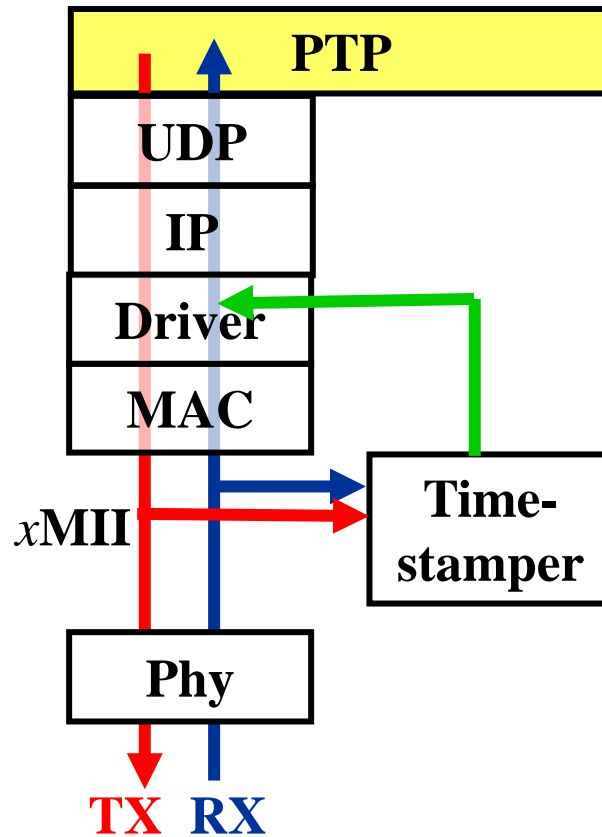 PTP
UDP
IP
Driver
MAC
Time-
stamper
xMII
Phy
TX RX